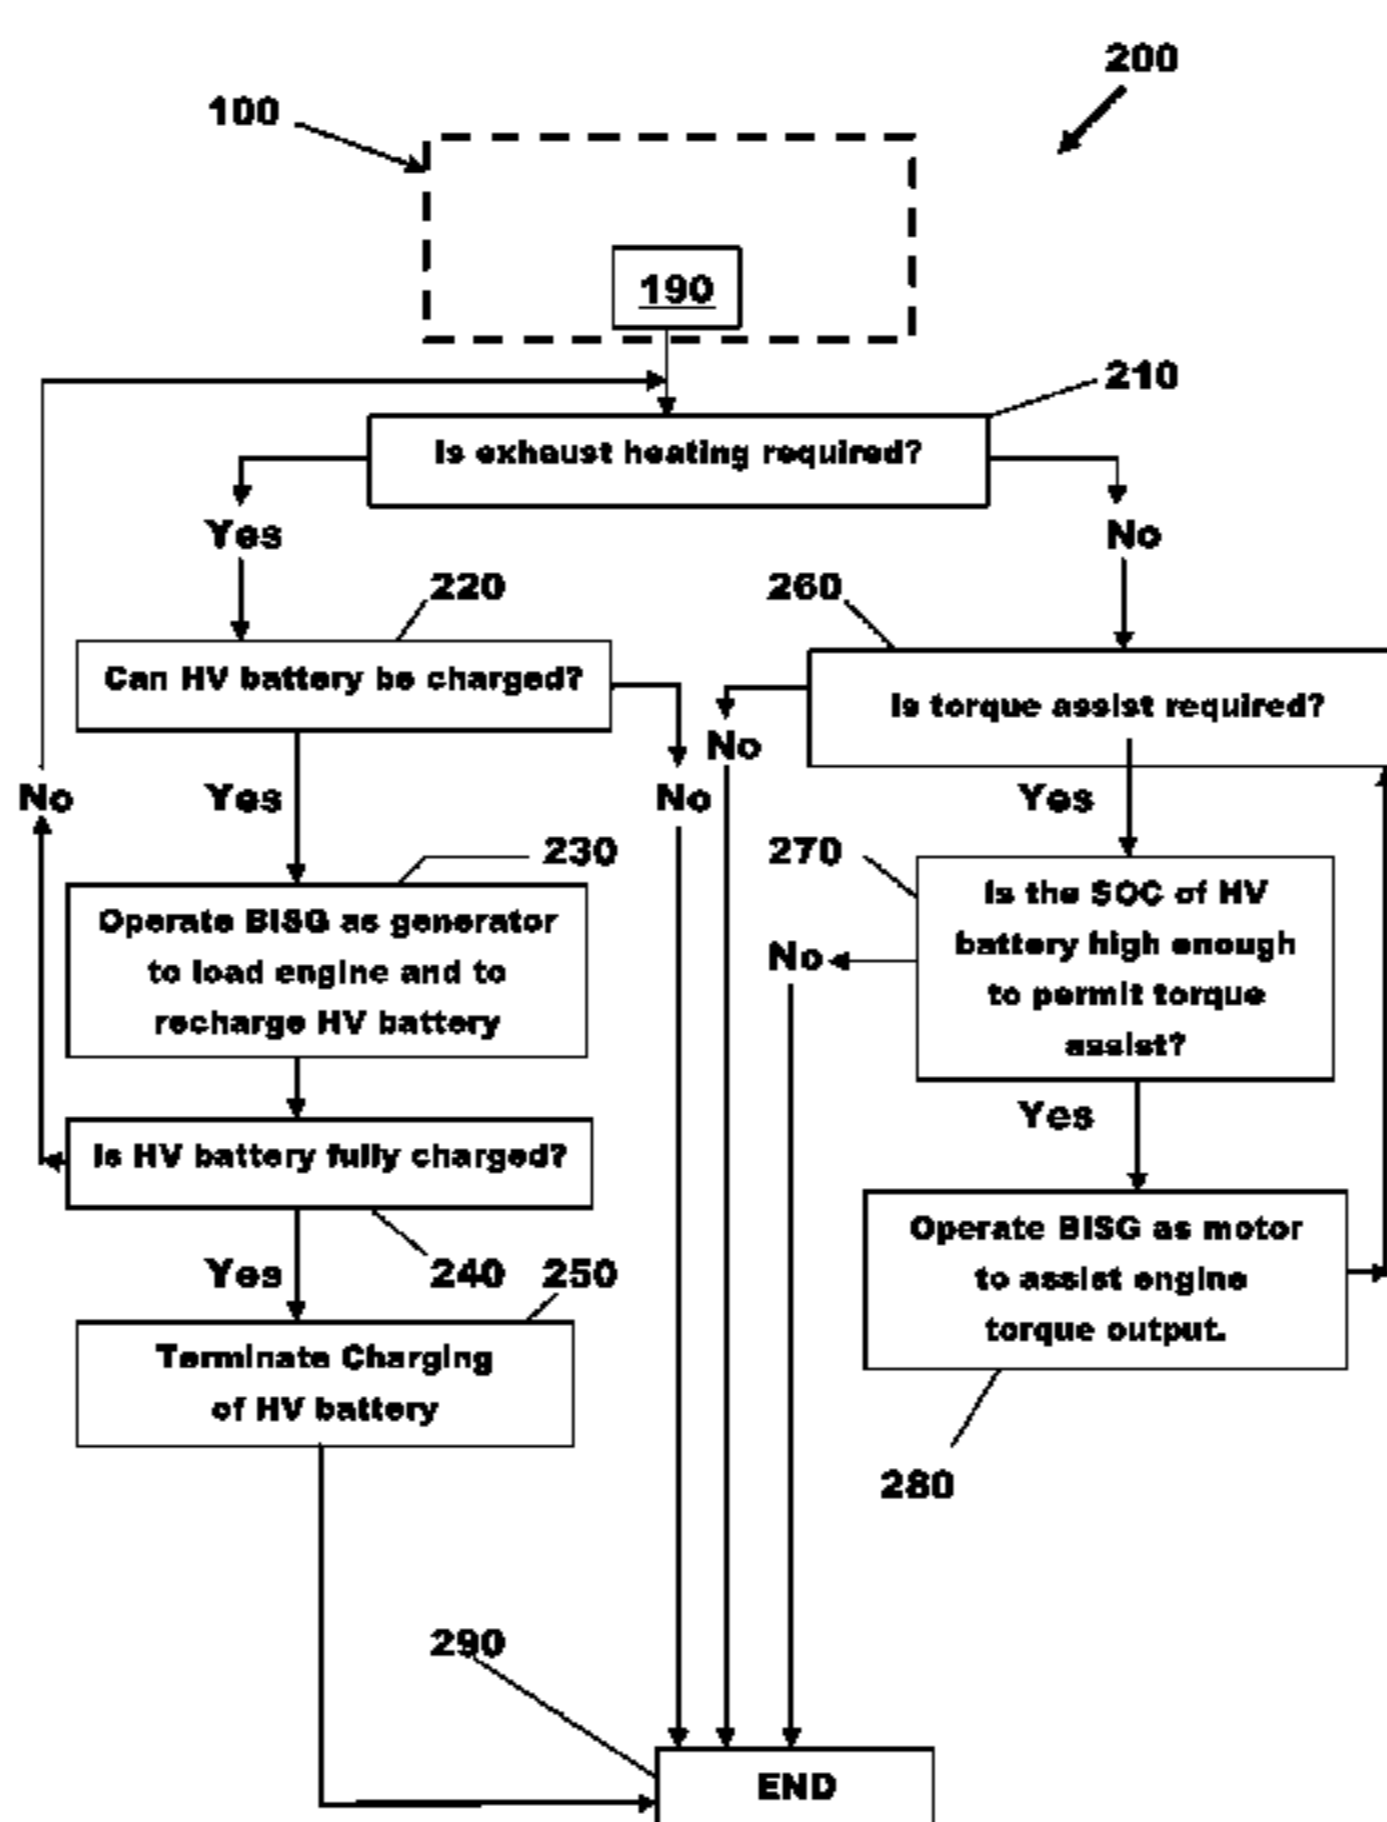 200
100
190
210
Is exhaust heating required?
Yes
No
220
260
Can HV battery be charged?
Is torque assist required?
No
No
Yes
No
Yes
230
270
Operate BISG as generator
to load engine and to
recharge HV battery
Is the SOC of HV
battery high enough
to permit torque
assist?
No
Yes
Is HV battery fully charged?
Yes
240
250
Operate BISG as motor
to assist engine
torque output.
Terminate Charging
of HV battery
280
290
END